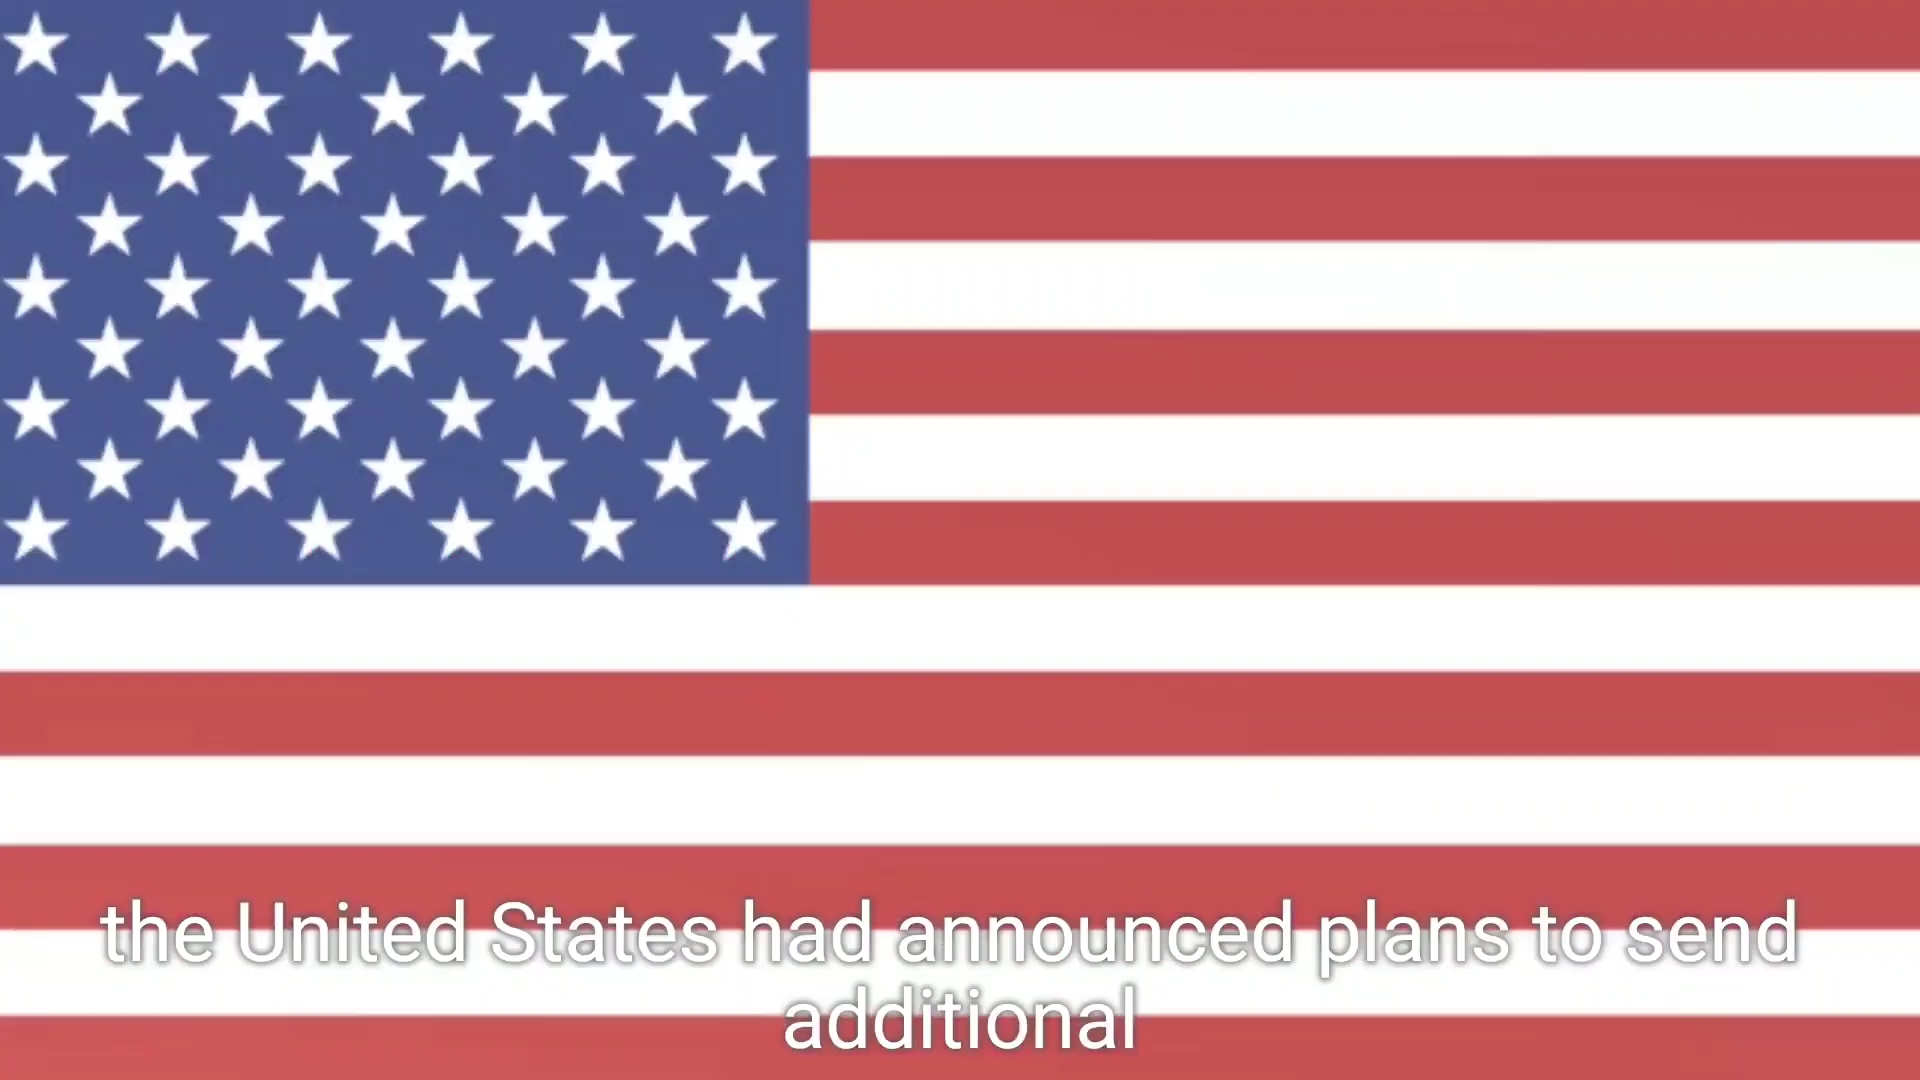 the United States had announced plans to send
additional